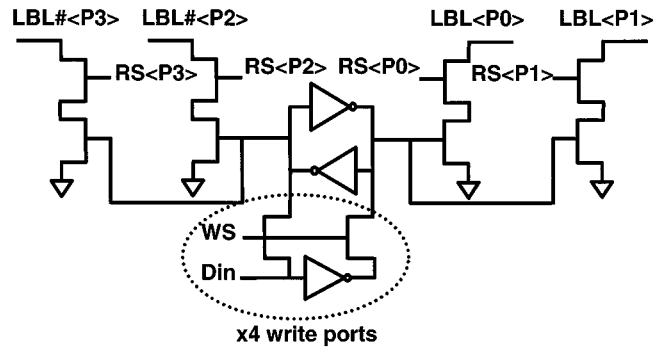 LBL#<P3> LBL#<P2> LBL<P0> LBL<P1>
RS<P3> RS<P2> RS<P0> RS<P1>
WS
Din
x4 write ports